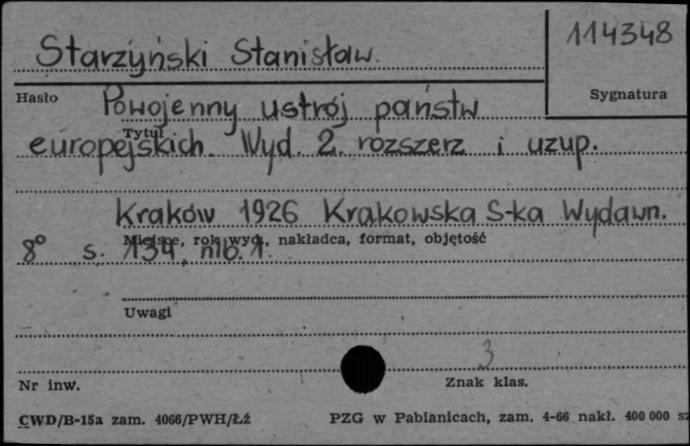 114348
Starzyński Stanisław.
Sygnatura
Hasło Powojenny ustrój państw
Tytuł
europejskich. Wyd. 2. rozszerz i uzup.
Kraków 1926 Krakowska S-ka Wydawn.
Miejsce, rok wyd., nakładca, format, objętość
8° s. 134, nlb. 1.
Uwagi
3
Nr inw. Znak klas.
CWD/B-15a zam. 4066/PWH/Łź PZG w Pabianicach, zam. 4-66 nakł. 400 000